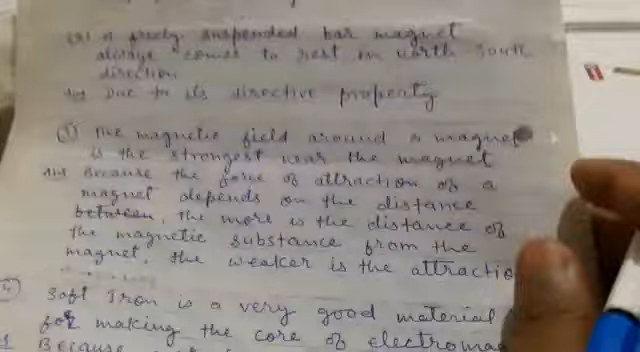 (2) A freely suspended bar magnet
always comes to rest in north south
direction
Ans Due to its directive property
(3) The magnetic field around a magnet
is the strongest near the magnet
Ans Because the force of attraction of a
magnet depends on the distance
between, the more is the distance of
the magnetic substance from the
magnet, the weaker is the attractio
Soft Iron is a very good material
for making the core of electromag
Because